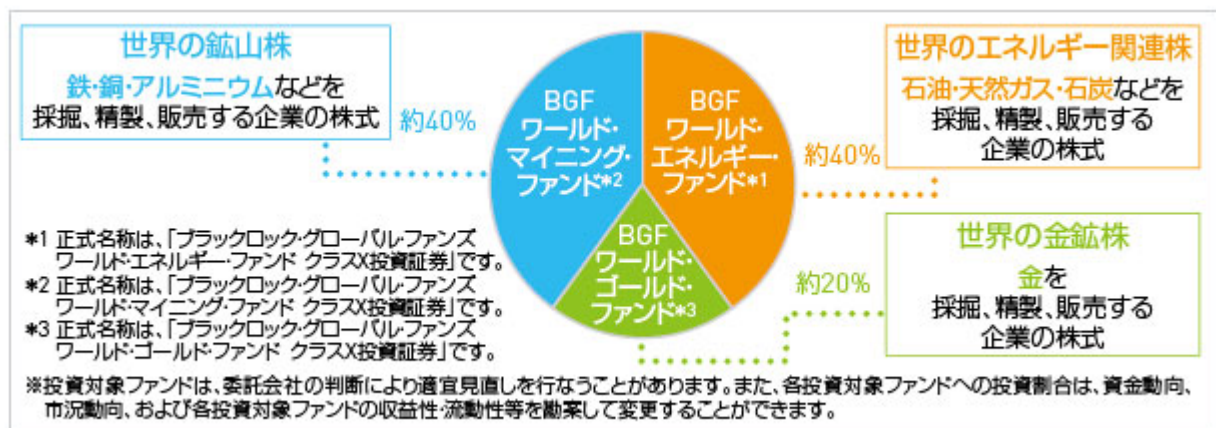 世界の鉱山株
鉄・銅・アルミニウムなどを
採掘、精製、販売する企業の株式
約40%
BGF
ワールド・
マイニング・
ファンド*2
BGF
ワールド・
エネルギー・
ファンド*1
約40%
世界のエネルギー関連株
石油・天然ガス・石炭などを
採掘、精製、販売する
企業の株式
BGF
ワールド・
ゴールド・
ファンド*3
約20%
世界の金鉱株
金を
採掘、精製、販売する
企業の株式
*1 正式名称は、「ブラックロック・グローバル・ファンズ
ワールド・エネルギー・ファンド クラスX投資証券」です。
*2 正式名称は、「ブラックロック・グローバル・ファンズ
ワールド・マイニング・ファンド クラスX投資証券」です。
*3 正式名称は、「ブラックロック・グローバル・ファンズ
ワールド・ゴールド・ファンド クラスX投資証券」です。
※投資対象ファンドは、委託会社の判断により適宜見直しを行なうことがあります。また、各投資対象ファンドへの投資割合は、資金動向、
市況動向、および各投資対象ファンドの収益性・流動性等を勘案して変更することができます。